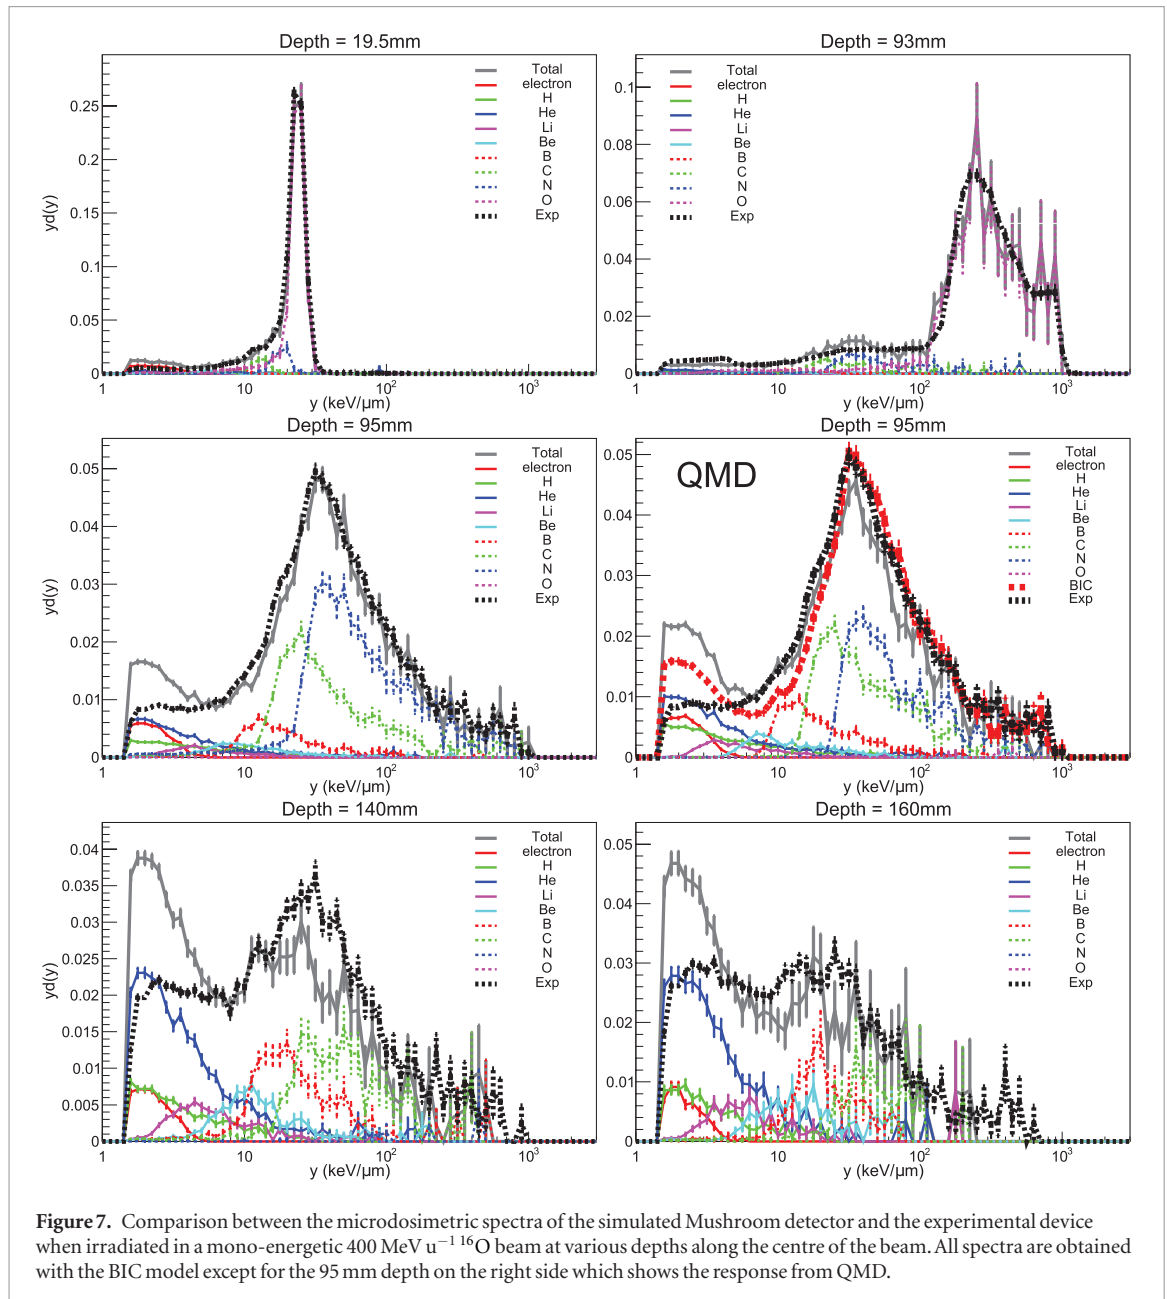 Depth = 19.5mm
yd(y)
0.25
0.2
0.15
0.1
0.05
0
1
10
10²
10³
y (keV/μm)
Total
electron
H
He
Li
Be
B
C
N
O
Exp
Depth = 93mm
0.1
0.08
0.06
0.04
0.02
0
1
10
10²
10³
y (keV/μm)
Total
electron
H
He
Li
Be
B
C
N
O
Exp
Depth = 95mm
yd(y)
0.05
0.04
0.03
0.02
0.01
0
1
10
10²
10³
y (keV/μm)
Total
electron
H
He
Li
Be
B
C
N
O
Exp
Depth = 95mm
QMD
0.05
0.04
0.03
0.02
0.01
0
1
10
10²
10³
y (keV/μm)
Total
electron
H
He
Li
Be
B
C
N
O
BIC
Exp
Depth = 140mm
yd(y)
0.04
0.035
0.03
0.025
0.02
0.015
0.01
0.005
0
1
10
10²
10³
y (keV/μm)
Total
electron
H
He
Li
Be
B
C
N
O
Exp
Depth = 160mm
0.05
0.04
0.03
0.02
0.01
0
1
10
10²
10³
y (keV/μm)
Total
electron
H
He
Li
Be
B
C
N
O
Exp
Figure 7. Comparison between the microdosimetric spectra of the simulated Mushroom detector and the experimental device
when irradiated in a mono-energetic 400 MeV u⁻¹ ¹⁶O beam at various depths along the centre of the beam. All spectra are obtained
with the BIC model except for the 95 mm depth on the right side which shows the response from QMD.